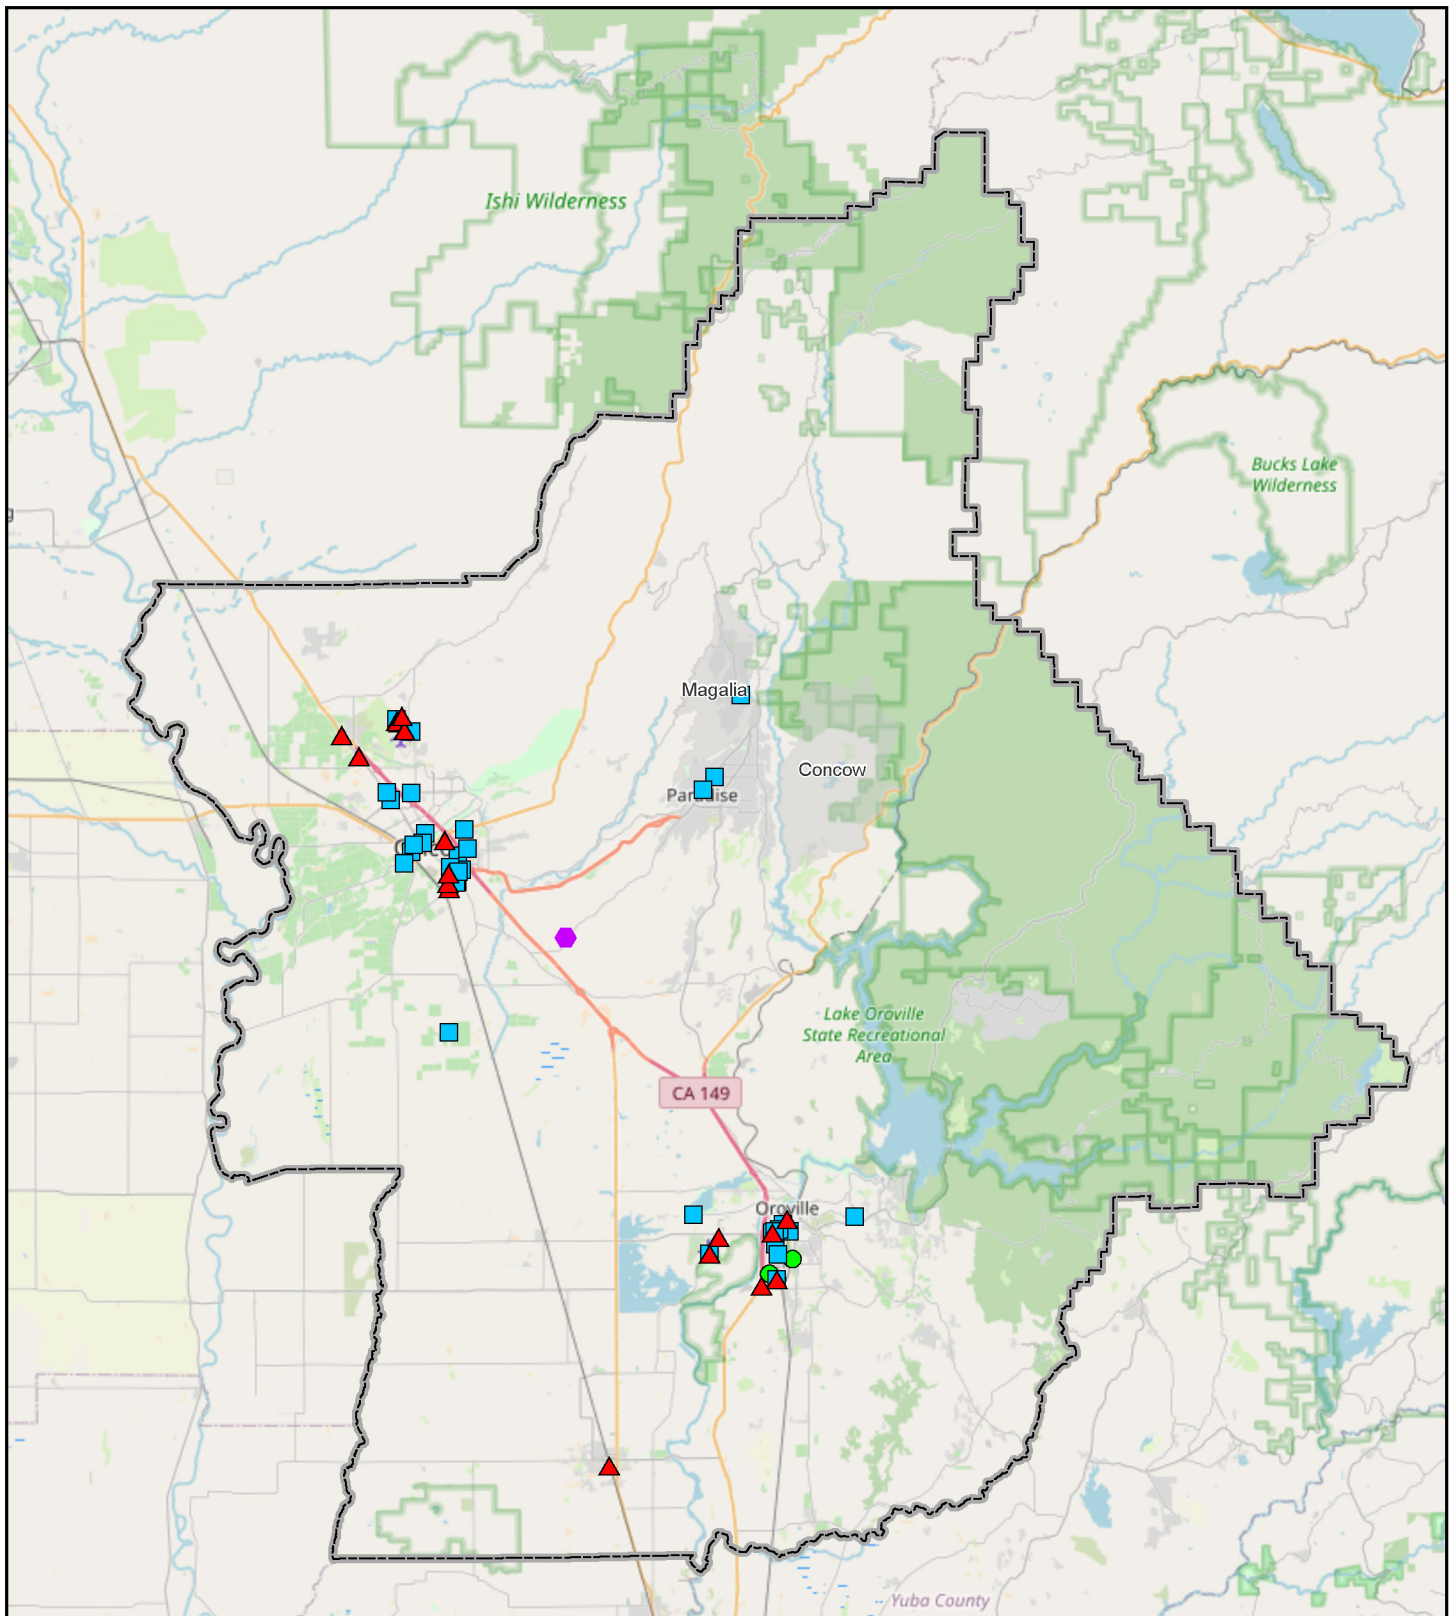 Ishi Wilderness
Bucks Lake
Wilderness
Magalia
Concow
Paradise
Lake Oroville
State Recreational
Area
CA 149
Oroville
Yuba County